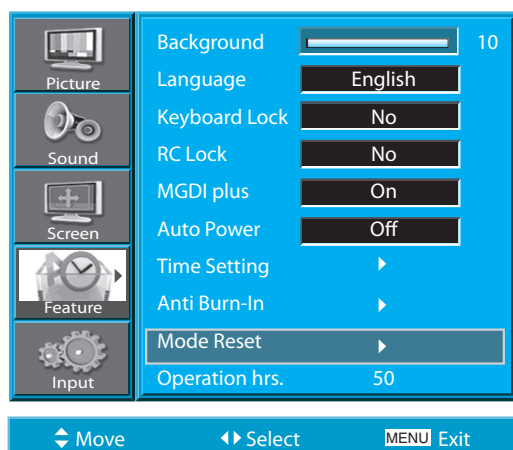 Picture
Sound
Screen
Feature
Input
Background 10
Language English
Keyboard Lock No
RC Lock No
MGDI plus On
Auto Power Off
Time Setting
Anti Burn-In
Mode Reset
Operation hrs. 50
Move Select MENU Exit